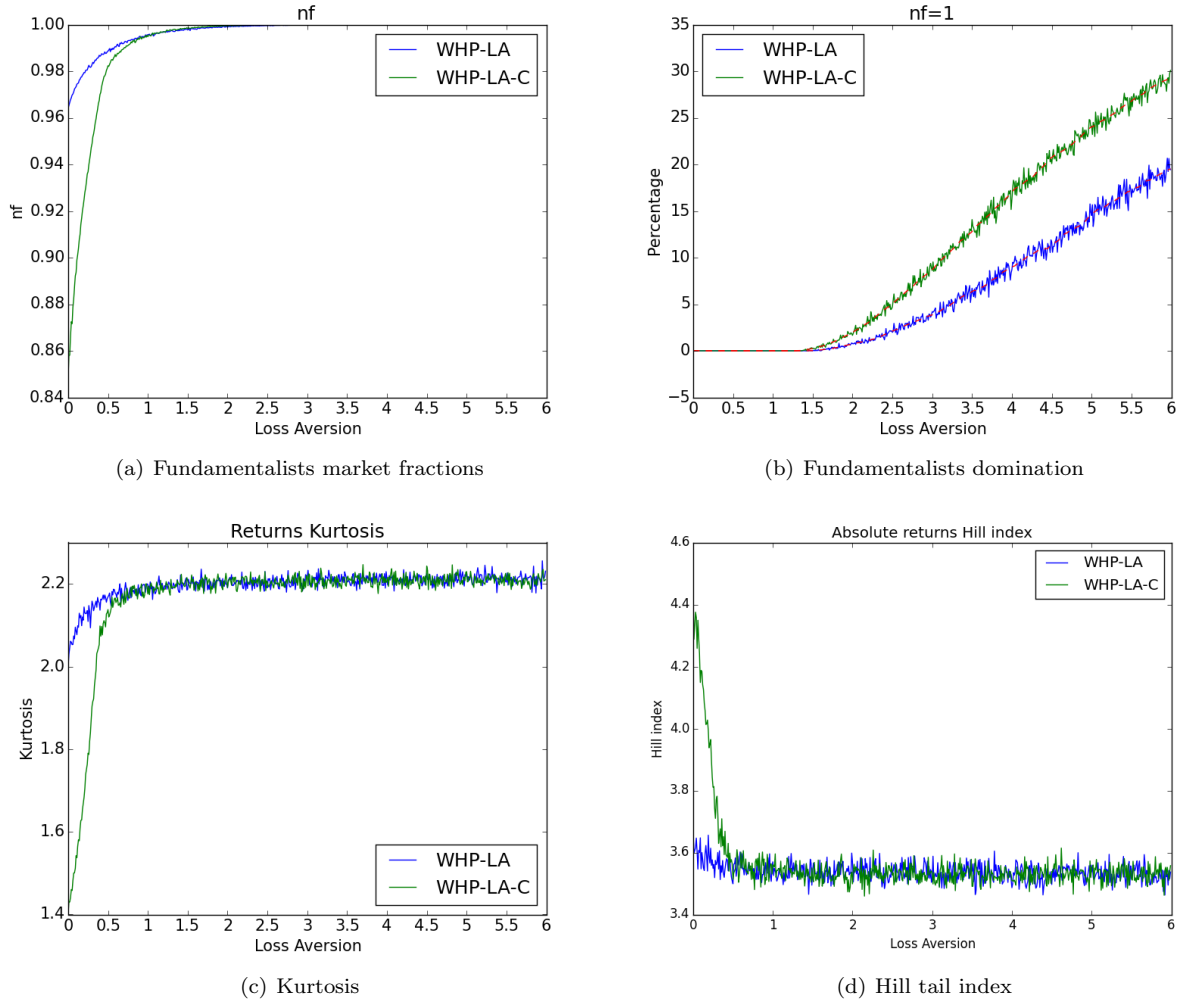 nf
1.00
0.98
0.96
0.94
0.92
0.90
0.88
0.86
0.84
nf
WHP-LA
WHP-LA-C
0 0.5 1 1.5 2 2.5 3 3.5 4 4.5 5 5.5 6
Loss Aversion
(a) Fundamentalists market fractions
nf=1
35
30
25
20
15
10
5
0
−5
Percentage
WHP-LA
WHP-LA-C
0 0.5 1 1.5 2 2.5 3 3.5 4 4.5 5 5.5 6
Loss Aversion
(b) Fundamentalists domination
Returns Kurtosis
2.2
2.0
1.8
1.6
1.4
Kurtosis
WHP-LA
WHP-LA-C
0 0.5 1 1.5 2 2.5 3 3.5 4 4.5 5 5.5 6
Loss Aversion
(c) Kurtosis
Absolute returns Hill index
4.6
4.4
4.2
4.0
3.8
3.6
3.4
Hill index
WHP-LA
WHP-LA-C
0 1 2 3 4 5 6
Loss Aversion
(d) Hill tail index